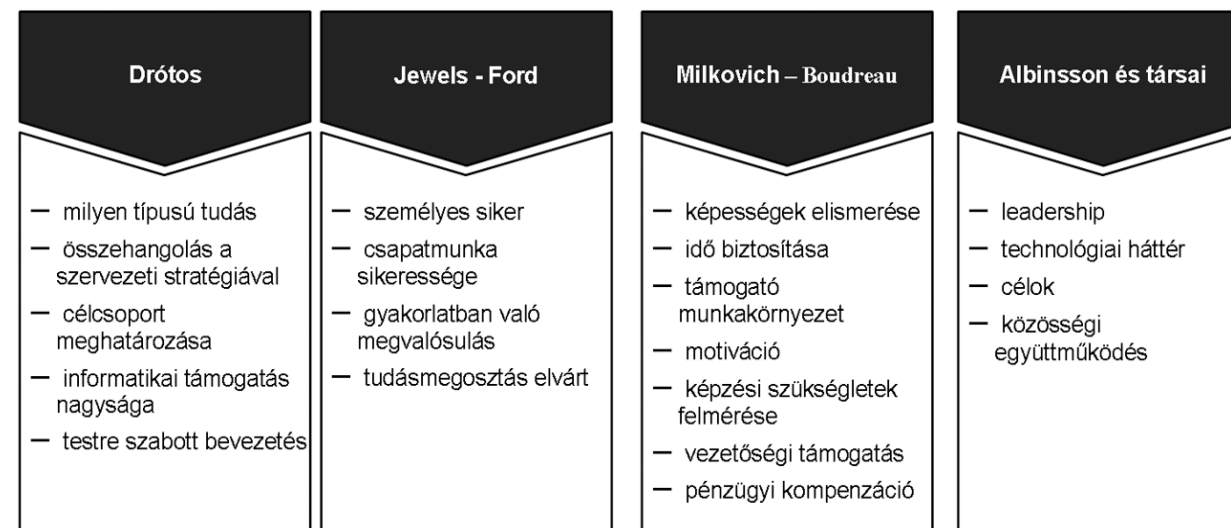 Drótos
— milyen típusú tudás
— összehangolás a
szervezeti stratégiával
— célcsoport
meghatározása
— informatikai támogatás
nagysága
— testre szabott bevezetés
Jewels - Ford
— személyes siker
— csapatmunka
sikeressége
— gyakorlatban való
megvalósulás
— tudásmegosztás elvárt
Milkovich – Boudreau
— képességek elismerése
— idő biztosítása
— támogató
munkakörnyezet
— motiváció
— képzési szükségletek
felmérése
— vezetőségi támogatás
— pénzügyi kompenzáció
Albinsson és társai
— leadership
— technológiai háttér
— célok
— közösségi
együttműködés